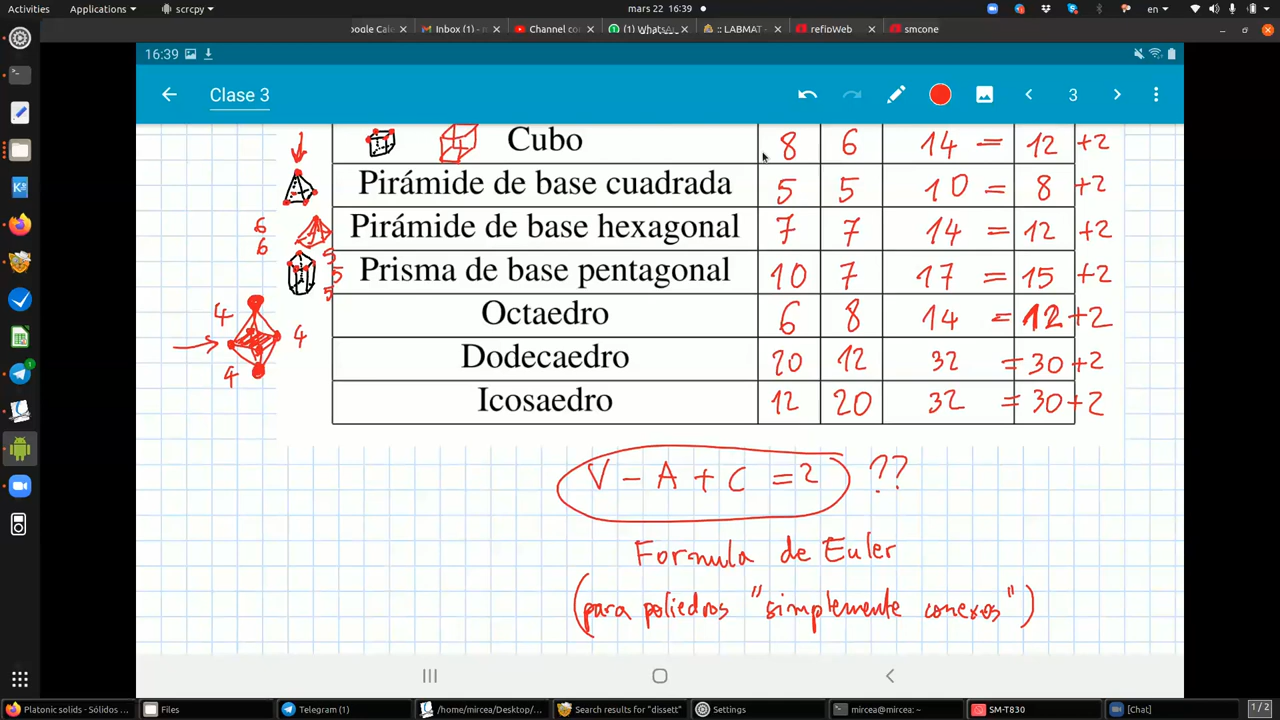 Activities Applications scrcpy mars 22 16:39 en
Inbox (1) - Channel co (1) WhatsA :: LABMAT - refipWeb smcone
16:39
Clase 3 3
Cubo 8 6 14 = 12 +2
Pirámide de base cuadrada 5 5 10 = 8 +2
6 Pirámide de base hexagonal 7 7 14 = 12 +2
6
5 5 5 Prisma de base pentagonal 10 7 17 = 15 +2
4 4 Octaedro 6 8 14 = 12 +2
4 Dodecaedro 20 12 32 = 30 +2
Icosaedro 12 20 32 = 30 +2
V - A + C = 2 ??
Formula de Euler
(para poliedros "simplemente conexos")
Platonic solids - Sólidos ... Files Telegram (1) /home/mircea/Desktop/... Search results for "dissett" Settings mircea@mircea: ~ SM-T830 [Chat] 1 / 2